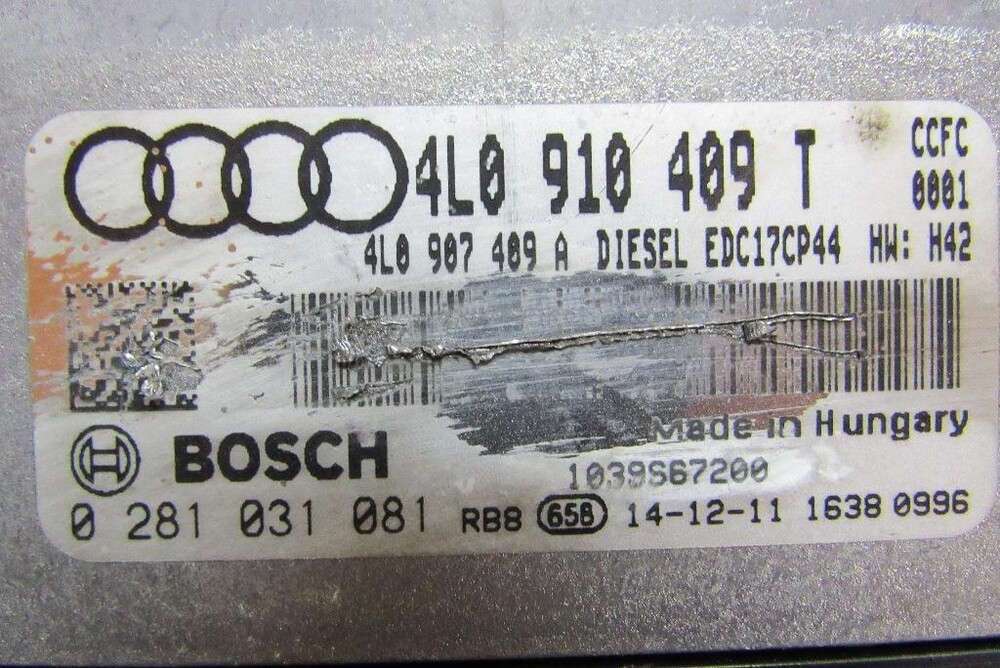 4L0 910 409 T
CCFC
0001
4L0 907 409 A DIESEL EDC17CP44 HW: H42
Made in Hungary
BOSCH
1039S67200
0 281 031 081 RB8 658 14-12-11 1638 0996